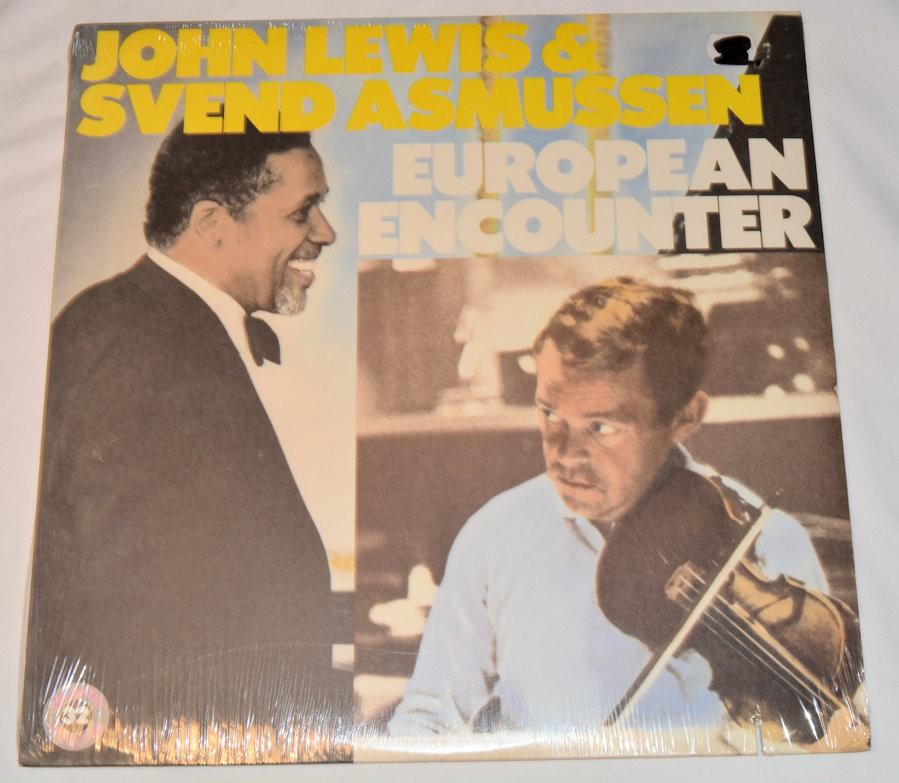 JOHN LEWIS &
SVEND ASMUSSEN
EUROPEAN
ENCOUNTER